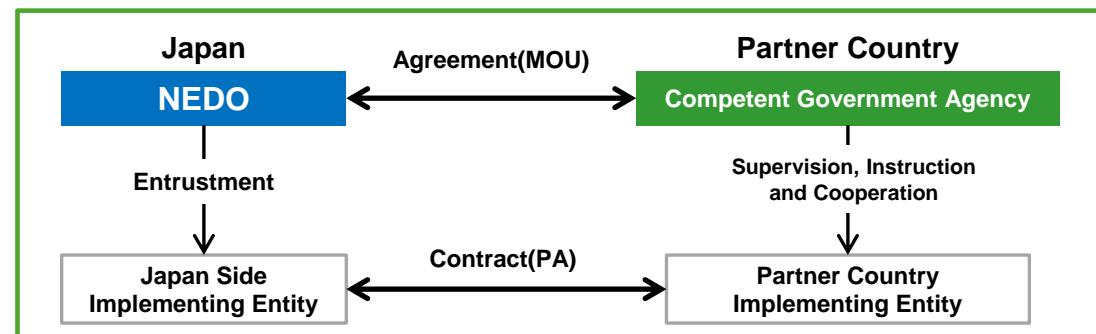 Japan
Partner Country
Agreement(MOU)
NEDO
Competent Government Agency
Entrustment
Supervision, Instruction
and Cooperation
Contract(PA)
Japan Side
Implementing Entity
Partner Country
Implementing Entity